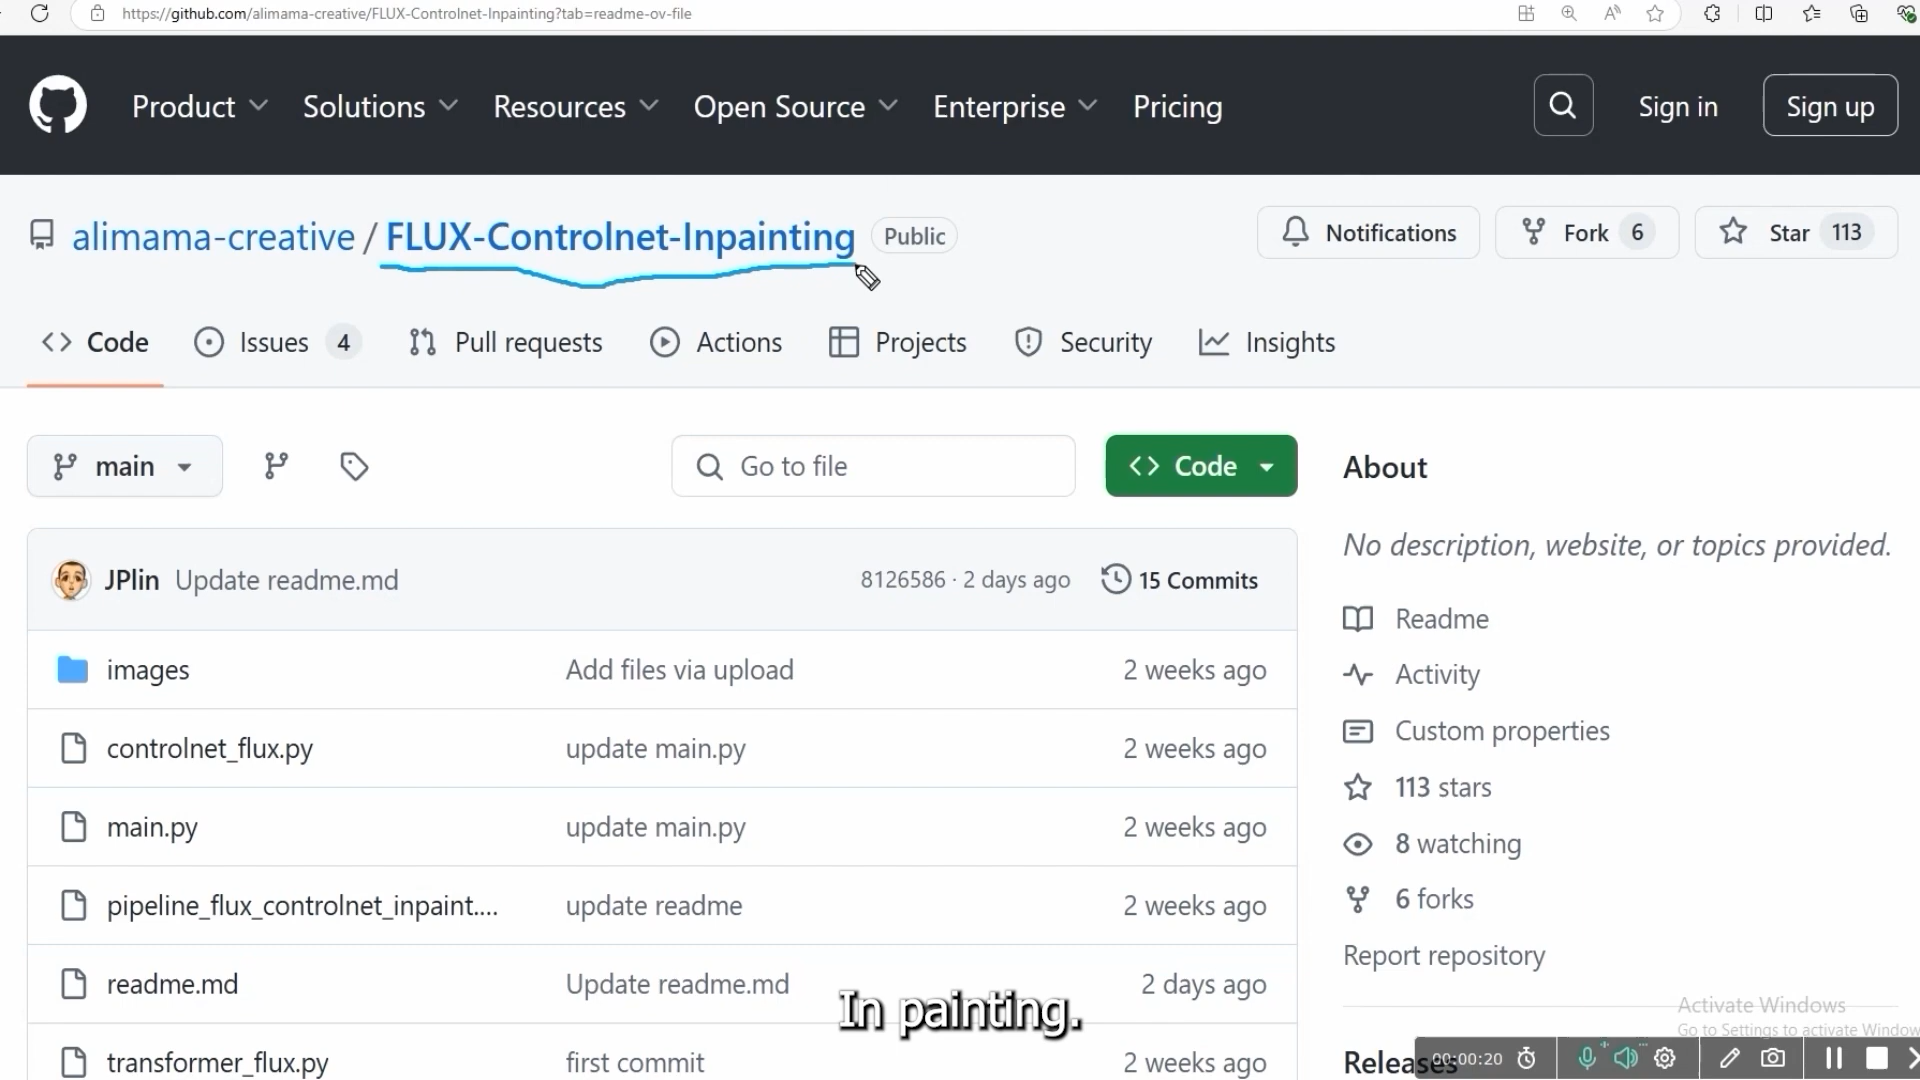 https://github.com/alimama-creative/FLUX-Controlnet-Inpainting?tab=readme-ov-file
Product Solutions Resources Open Source Enterprise Pricing Sign in Sign up
alimama-creative / FLUX-Controlnet-Inpainting Public Notifications Fork 6 Star 113
Code Issues 4 Pull requests Actions Projects Security Insights
main Go to file Code
About
No description, website, or topics provided.
JPlin Update readme.md 8126586 · 2 days ago 15 Commits
images Add files via upload 2 weeks ago
controlnet_flux.py update main.py 2 weeks ago
main.py update main.py 2 weeks ago
pipeline_flux_controlnet_inpaint.... update readme 2 weeks ago
readme.md Update readme.md 2 days ago
transformer_flux.py first commit 2 weeks ago
Readme
Activity
Custom properties
113 stars
8 watching
6 forks
Report repository
Releases
In painting.
Activate Windows
Go to Settings to activate Window
00:00:20